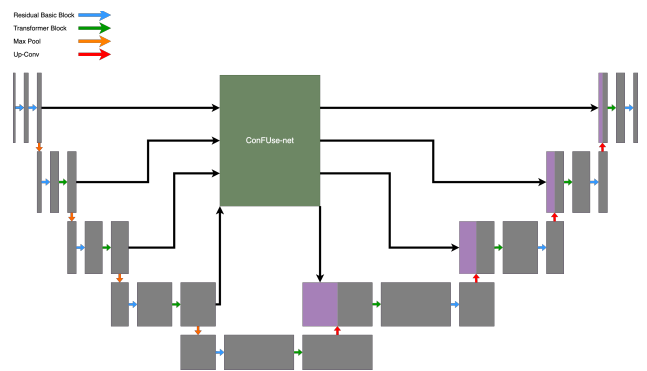 Residual Basic Block
Transformer Block
Max Pool
Up-Conv
ConFUse-net